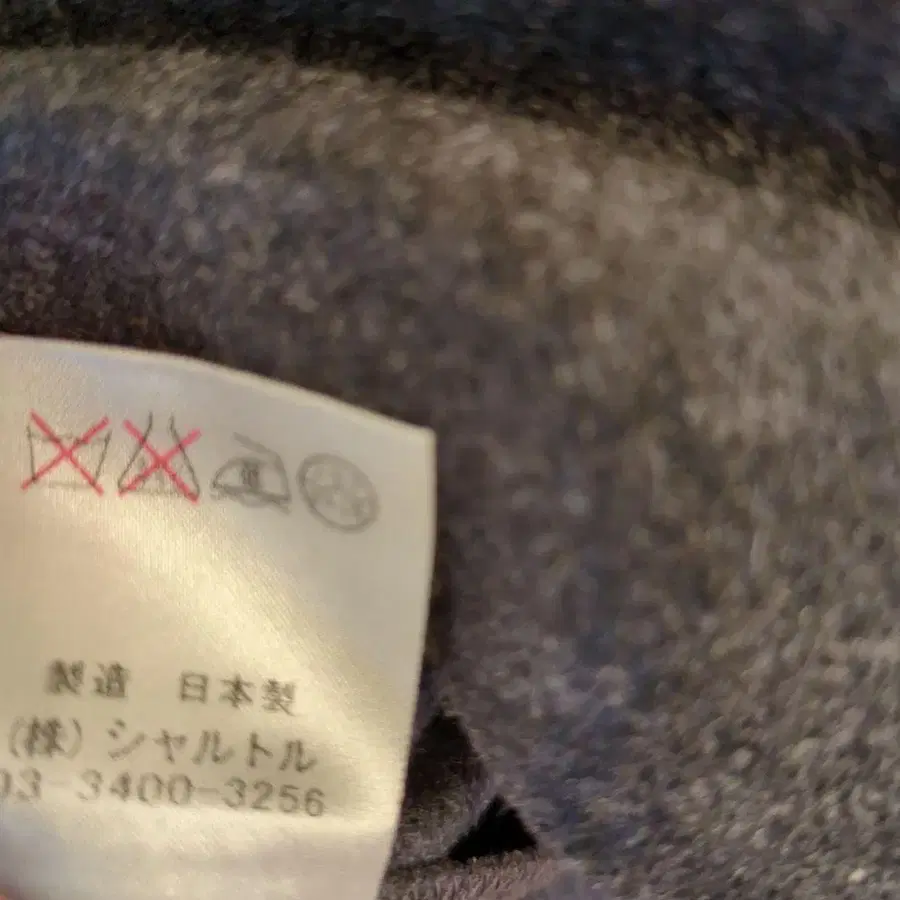 製造 日本製
(株) シャルトル
03-3400-3256